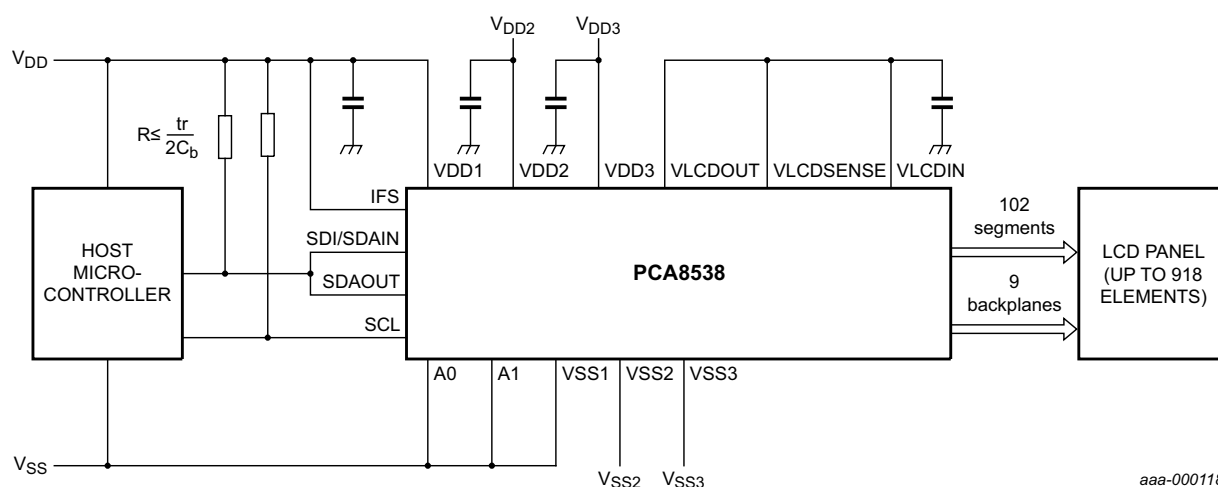 VDD2
VDD3
VDD
R≤ tr
2Cb
VDD1
VDD2
VDD3
VLCDOUT
VLCDSENSE
VLCDIN
IFS
SDI/SDAIN
SDAOUT
SCL
HOST
MICRO-
CONTROLLER
PCA8538
102
segments
9
backplanes
LCD PANEL
(UP TO 918
ELEMENTS)
A0
A1
VSS1
VSS2
VSS3
VSS
VSS2
VSS3
aaa-000118